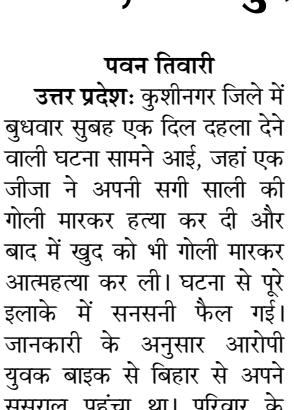 पवन तिवारी
उत्तर प्रदेशः कुशीनगर जिले में
बुधवार सुबह एक दिल दहला देने
वाली घटना सामने आई, जहां एक
जीजा ने अपनी सगी साली की
गोली मारकर हत्या कर दी और
बाद में खुद को भी गोली मारकर
आत्महत्या कर ली। घटना से पूरे
इलाके में सनसनी फैल गई।
जानकारी के अनुसार आरोपी
युवक बाइक से बिहार से अपने
ससुराल पहुंचा था। परिवार के